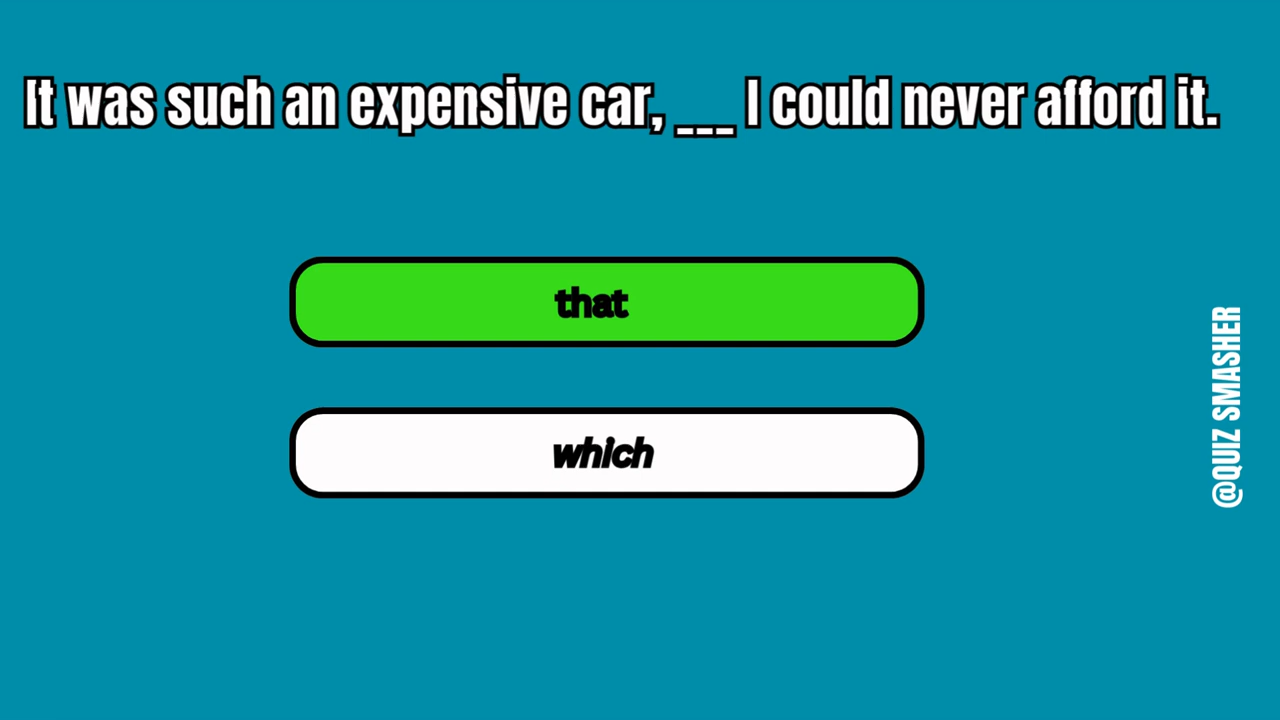 It was such an expensive car, ___ I could never afford it.
that
which
@QUIZ SMASHER